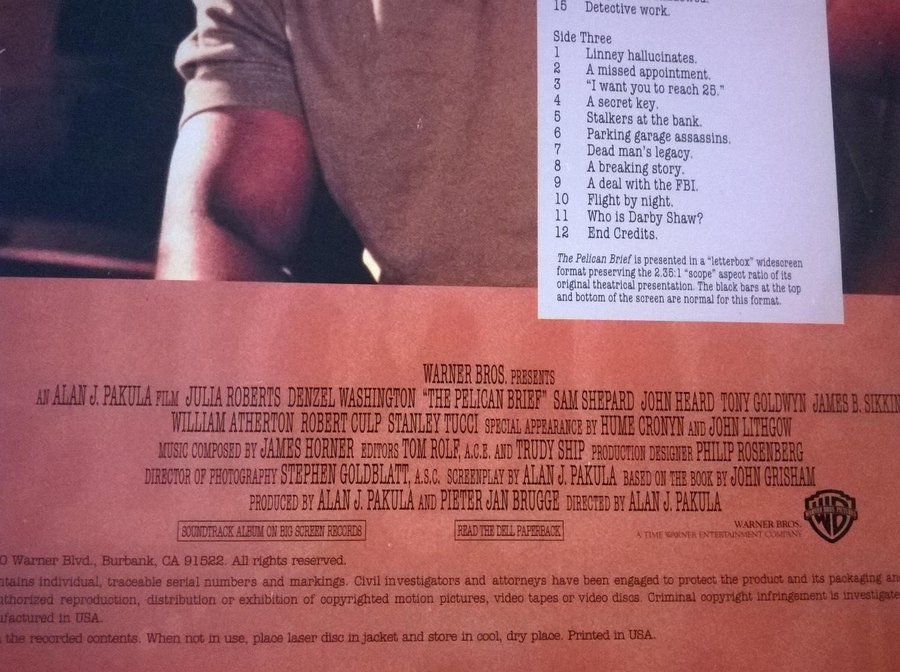 15 Detective work.
Side Three
1 Linney hallucinates.
2 A missed appointment.
3 "I want you to reach 25."
4 A secret key.
5 Stalkers at the bank.
6 Parking garage assassins.
7 Dead man's legacy.
8 A breaking story.
9 A deal with the FBI.
10 Flight by night.
11 Who is Darby Shaw?
12 End Credits.
The Pelican Brief is presented in a "letterbox" widescreen
format preserving the 2.35:1 "scope" aspect ratio of its
original theatrical presentation. The black bars at the top
and bottom of the screen are normal for this format.
WARNER BROS. PRESENTS
AN ALAN J. PAKULA FILM JULIA ROBERTS DENZEL WASHINGTON "THE PELICAN BRIEF" SAM SHEPARD JOHN HEARD TONY GOLDWYN JAMES B. SIKKIN
WILLIAM ATHERTON ROBERT CULP STANLEY TUCCI SPECIAL APPEARANCE BY HUME CRONYN AND JOHN LITHGOW
MUSIC COMPOSED BY JAMES HORNER EDITORS TOM ROLF, A.C.E. AND TRUDY SHIP PRODUCTION DESIGNER PHILIP ROSENBERG
DIRECTOR OF PHOTOGRAPHY STEPHEN GOLDBLATT, A.S.C. SCREENPLAY BY ALAN J. PAKULA BASED ON THE BOOK BY JOHN GRISHAM
PRODUCED BY ALAN J. PAKULA AND PIETER JAN BRUGGE DIRECTED BY ALAN J. PAKULA
SOUNDTRACK ALBUM ON BIG SCREEN RECORDS READ THE DELL PAPERBACK
WARNER BROS. PICTURES WB
WARNER BROS.
A TIME WARNER ENTERTAINMENT COMPANY
0 Warner Blvd., Burbank, CA 91522. All rights reserved.
ntains individual, traceable serial numbers and markings. Civil investigators and attorneys have been engaged to protect the product and its packaging an
uthorized reproduction, distribution or exhibition of copyrighted motion pictures, video tapes or video discs. Criminal copyright infringement is investigate
ufactured in USA.
the recorded contents. When not in use, place laser disc in jacket and store in cool, dry place. Printed in USA.